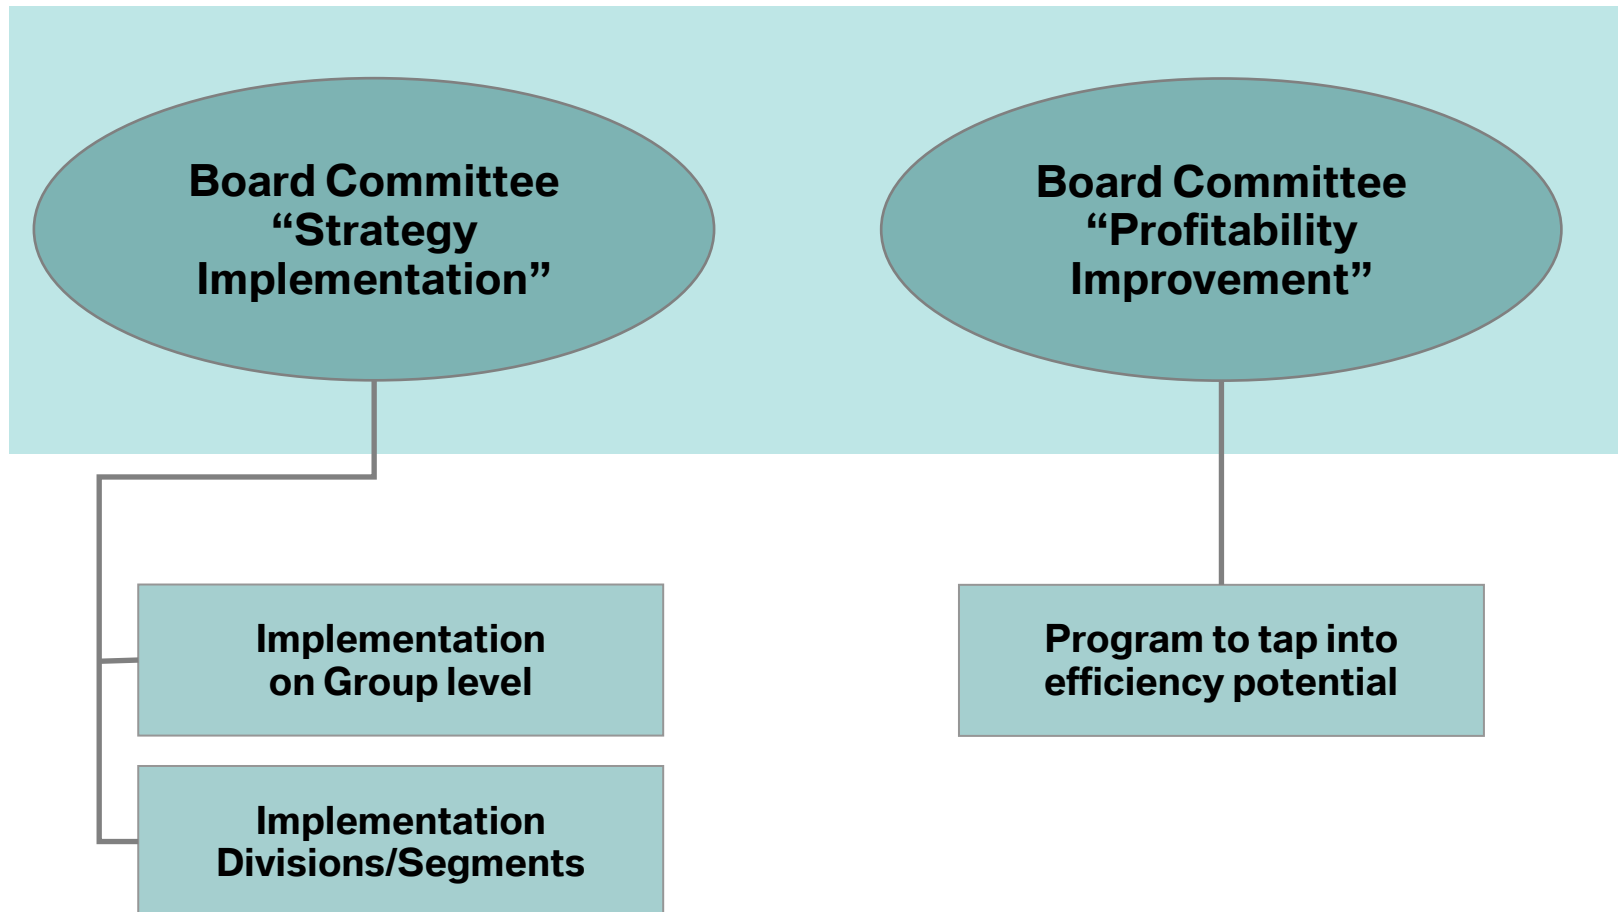 Board Committee
“Strategy
Implementation”
Board Committee
“Profitability
Improvement”
Implementation
on Group level
Program to tap into
efficiency potential
Implementation
Divisions/Segments